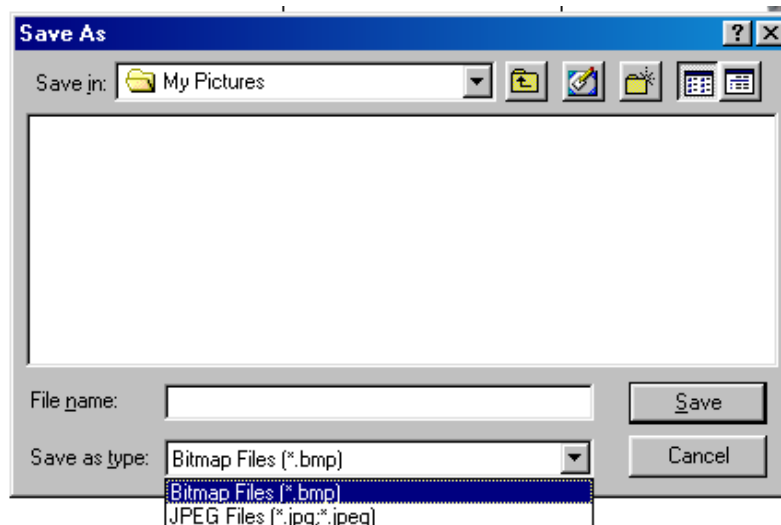 Save As
Save in: My Pictures
File name:
Save
Save as type: Bitmap Files (*.bmp)
Cancel
Bitmap Files (*.bmp)
JPEG Files (*.jpg;*.jpeg)